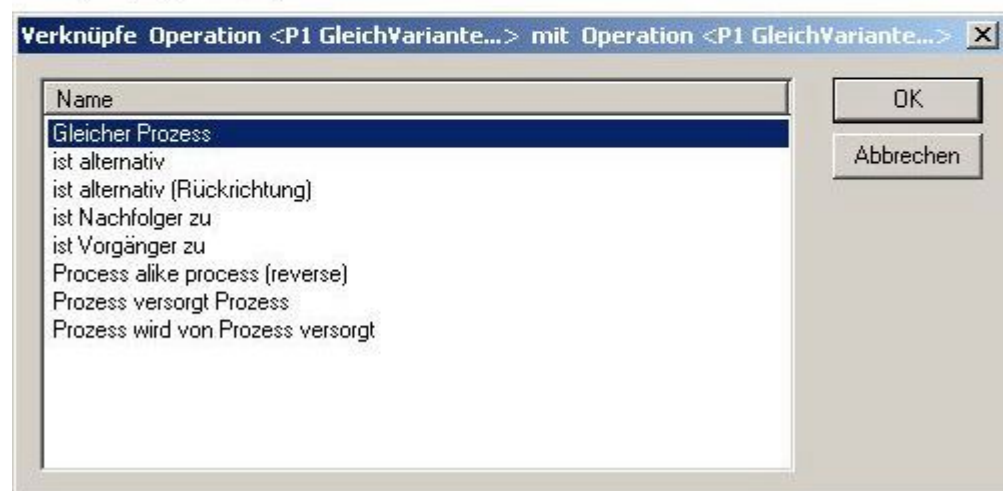 Verknüpfe Operation <P1 GleichVariante...> mit Operation <P1 GleichVariante...>
Name
Gleicher Prozess
ist alternativ
ist alternativ (Rückrichtung)
ist Nachfolger zu
ist Vorgänger zu
Process alike process (reverse)
Prozess versorgt Prozess
Prozess wird von Prozess versorgt
OK
Abbrechen